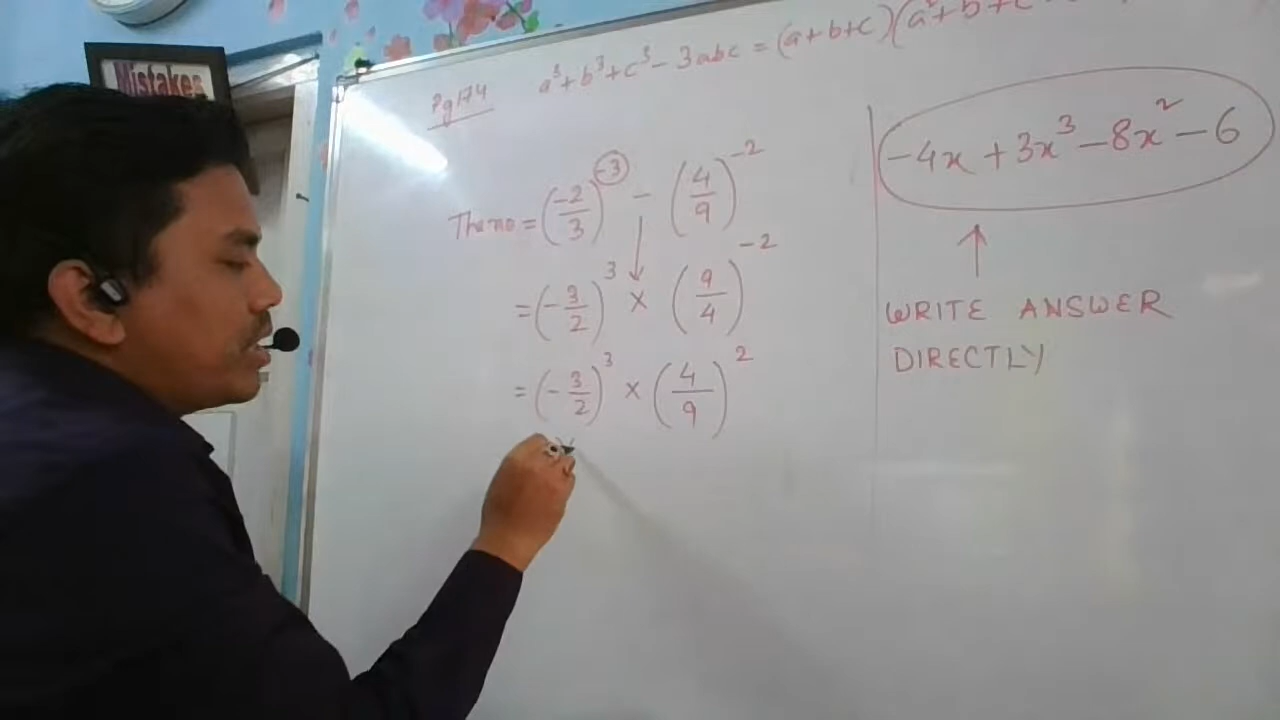 Mistakes
Pg 174
a³ + b³ + c³ - 3abc = (a+b+c)(a² + b + c
The no = (-2/3)⁻³ - (4/9)⁻²
= (-3/2)³ × (9/4)⁻²
= (-3/2)³ × (4/9)²
-4x + 3x³ - 8x² - 6
↑
WRITE ANSWER
DIRECTLY